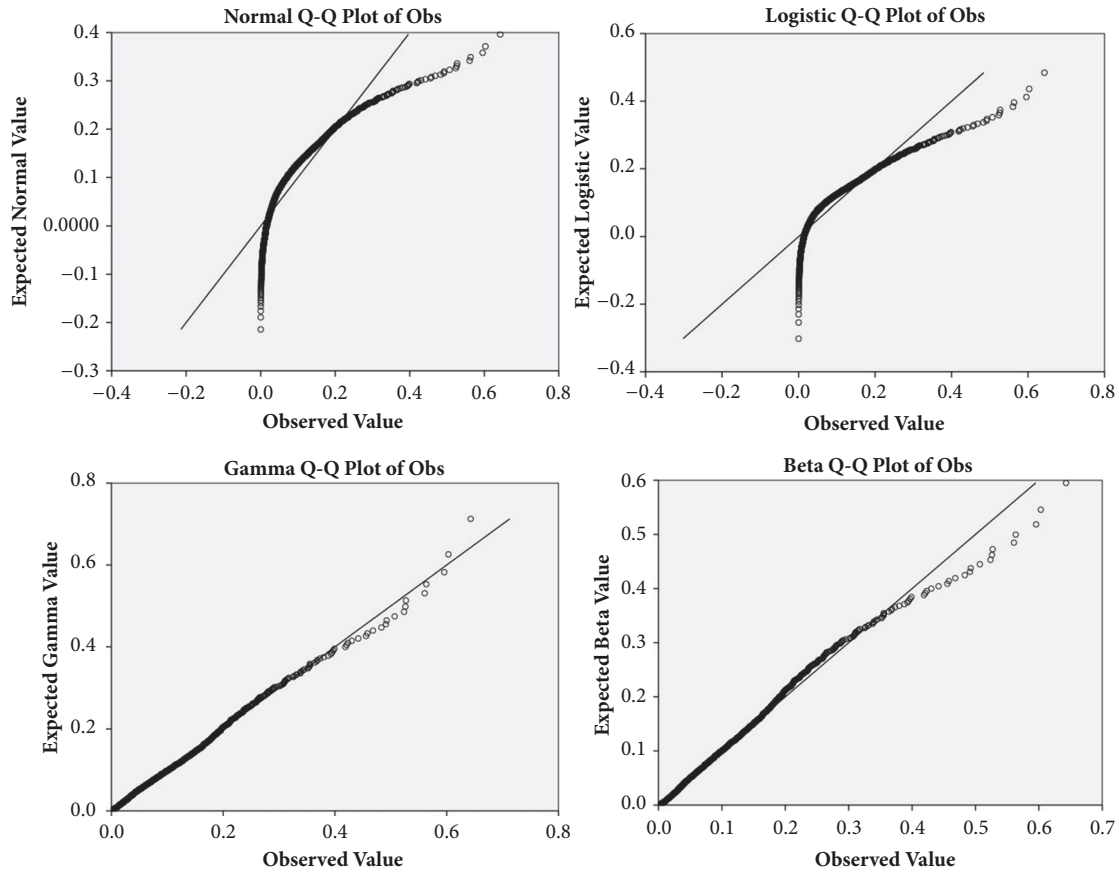 Normal Q-Q Plot of Obs
0.4
0.3
0.2
0.1
0.0000
−0.1
−0.2
−0.3
Expected Normal Value
−0.4 −0.2 0.0 0.2 0.4 0.6 0.8
Observed Value
Logistic Q-Q Plot of Obs
0.6
0.4
0.2
0.0
−0.2
−0.4
Expected Logistic Value
−0.4 −0.2 0.0 0.2 0.4 0.6 0.8
Observed Value
Gamma Q-Q Plot of Obs
0.8
0.6
0.4
0.2
0.0
Expected Gamma Value
0.0 0.2 0.4 0.6 0.8
Observed Value
Beta Q-Q Plot of Obs
0.6
0.5
0.4
0.3
0.2
0.1
0.0
Expected Beta Value
0.0 0.1 0.2 0.3 0.4 0.5 0.6 0.7
Observed Value